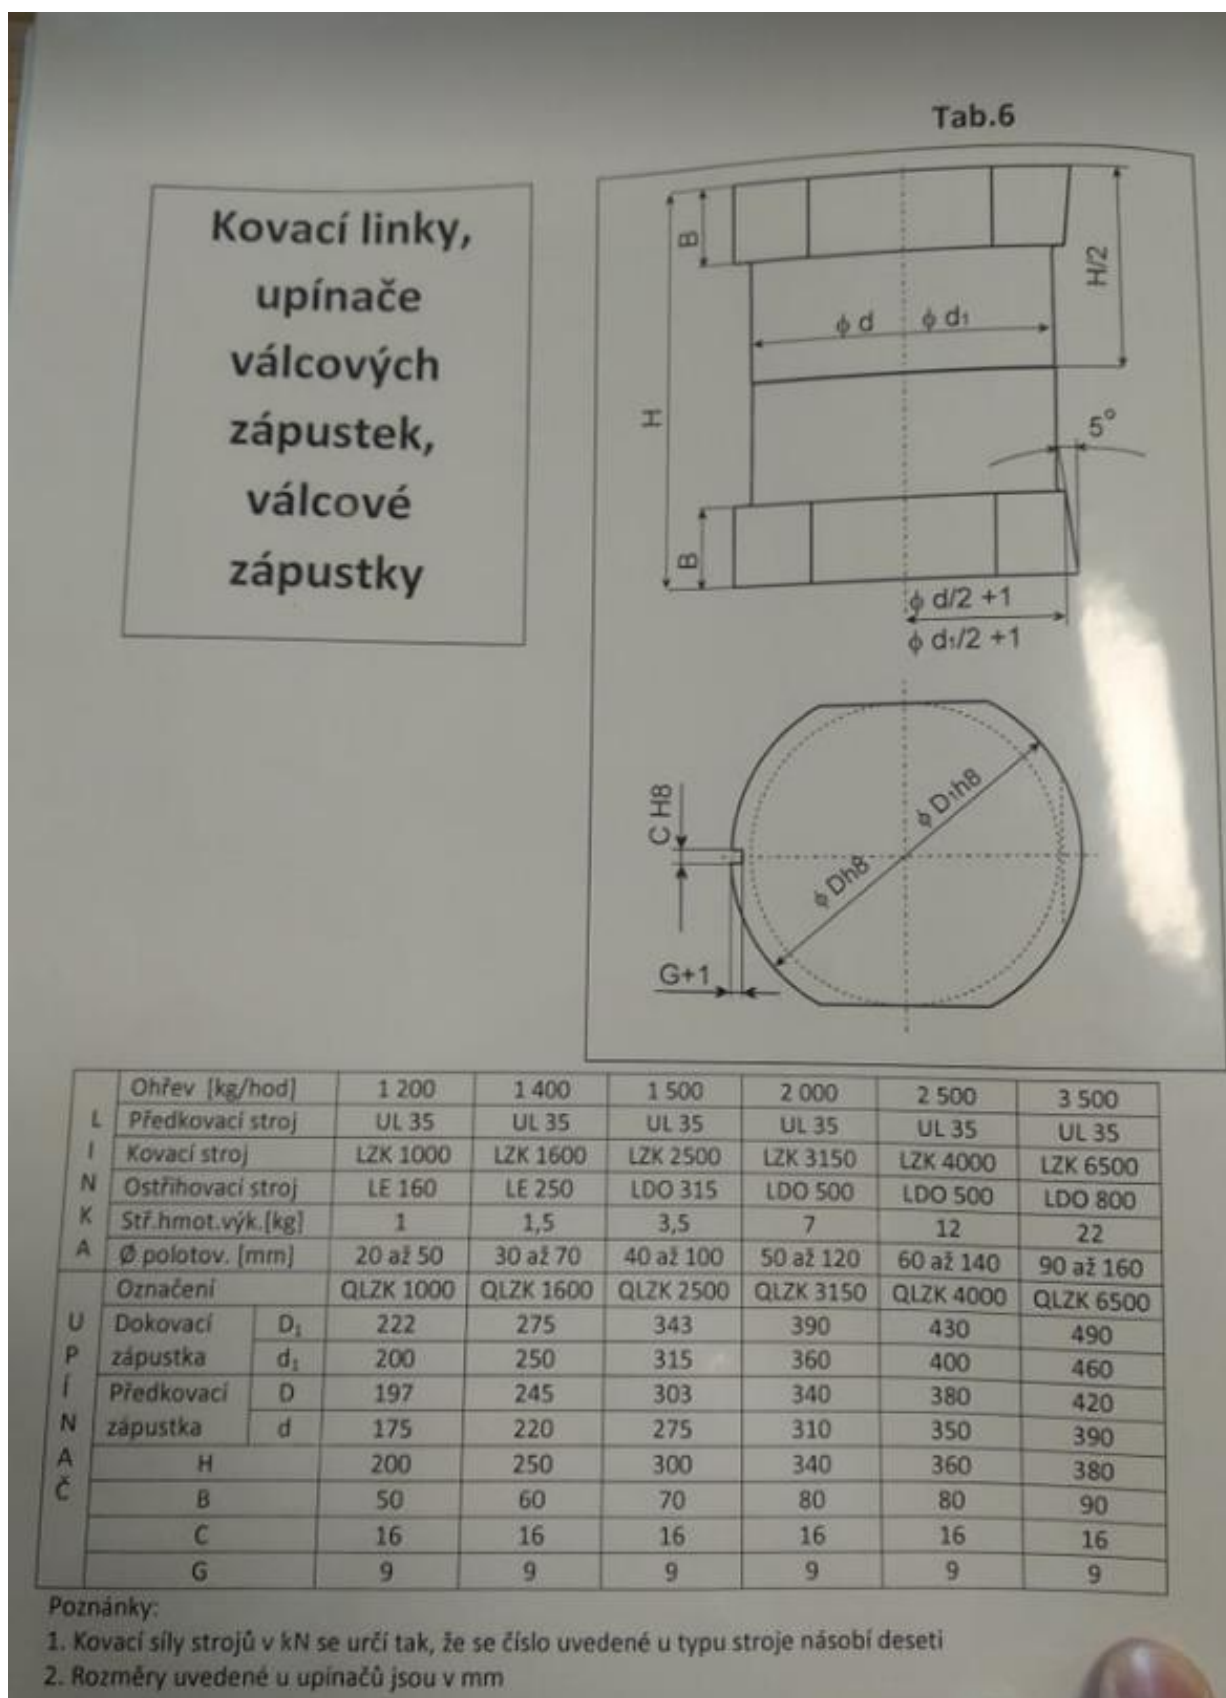 Tab.6
Kovací linky,
upínače
válcových
zápustek,
válcové
zápustky
B
H/2
ϕ d ϕ d₁
H
5°
B
ϕ d/2 +1
ϕ d₁/2 +1
C H8
ϕ D₁h8
ϕ Dh8
G+1
LINKA
Ohřev [kg/hod] 1 200 1 400 1 500 2 000 2 500 3 500
Předkovací stroj UL 35 UL 35 UL 35 UL 35 UL 35 UL 35
Kovací stroj LZK 1000 LZK 1600 LZK 2500 LZK 3150 LZK 4000 LZK 6500
Ostřihovací stroj LE 160 LE 250 LDO 315 LDO 500 LDO 500 LDO 800
Stř.hmot.výk.[kg] 1 1,5 3,5 7 12 22
Ø polotov. [mm] 20 až 50 30 až 70 40 až 100 50 až 120 60 až 140 90 až 160
UPÍNAČ
Označení QLZK 1000 QLZK 1600 QLZK 2500 QLZK 3150 QLZK 4000 QLZK 6500
Dokovací D₁ 222 275 343 390 430 490
zápustka d₁ 200 250 315 360 400 460
Předkovací D 197 245 303 340 380 420
zápustka d 175 220 275 310 350 390
H 200 250 300 340 360 380
B 50 60 70 80 80 90
C 16 16 16 16 16 16
G 9 9 9 9 9 9
Poznánky:
1. Kovací síly strojů v kN se určí tak, že se číslo uvedené u typu stroje násobí deseti
2. Rozměry uvedené u upínačů jsou v mm